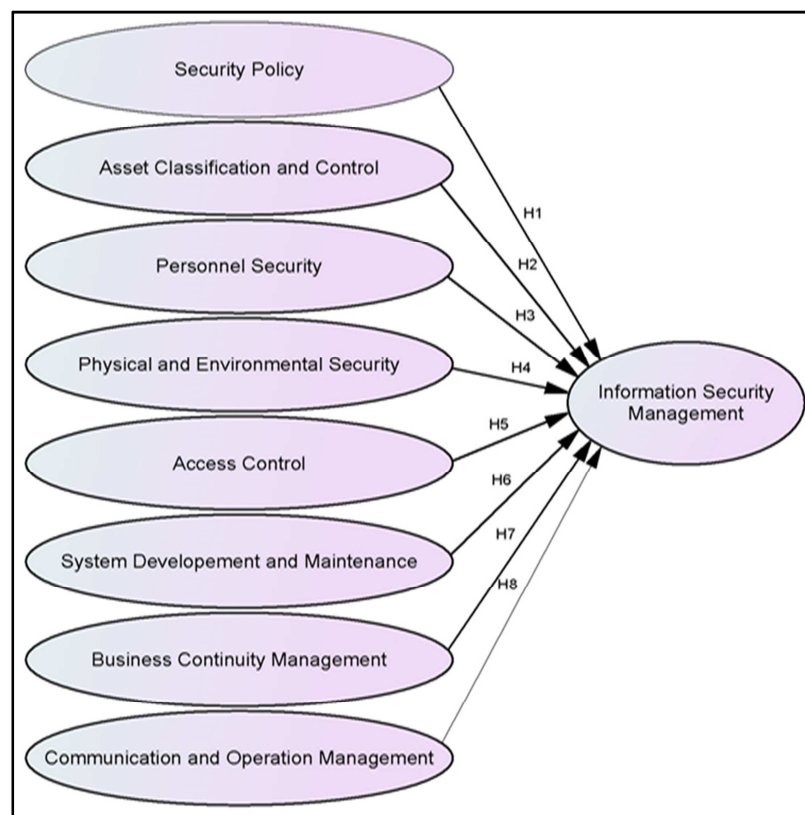 Security Policy
Asset Classification and Control
Personnel Security
Physical and Environmental Security
Access Control
System Developement and Maintenance
Business Continuity Management
Communication and Operation Management
H1
H2
H3
H4
H5
H6
H7
H8
Information Security
Management